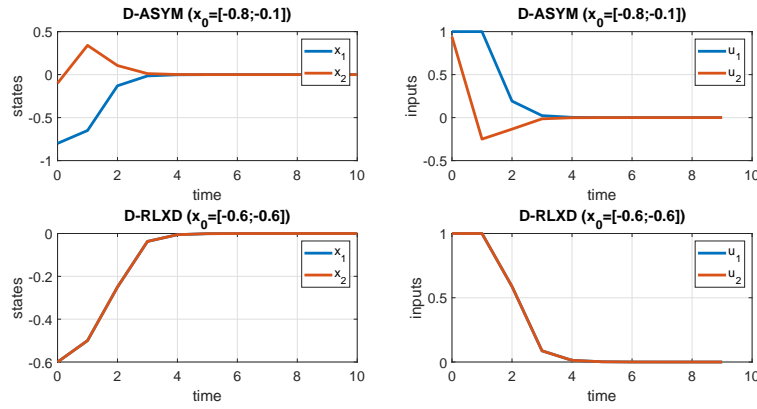 D-ASYM (x0=[-0.8;-0.1])
0.5
0
-0.5
-1
states
0 2 4 6 8 10
time
x1
x2
D-ASYM (x0=[-0.8;-0.1])
1
0.5
0
-0.5
inputs
0 2 4 6 8 10
time
u1
u2
D-RLXD (x0=[-0.6;-0.6])
0
-0.2
-0.4
-0.6
states
0 2 4 6 8 10
time
x1
x2
D-RLXD (x0=[-0.6;-0.6])
1
0.5
0
inputs
0 2 4 6 8 10
time
u1
u2